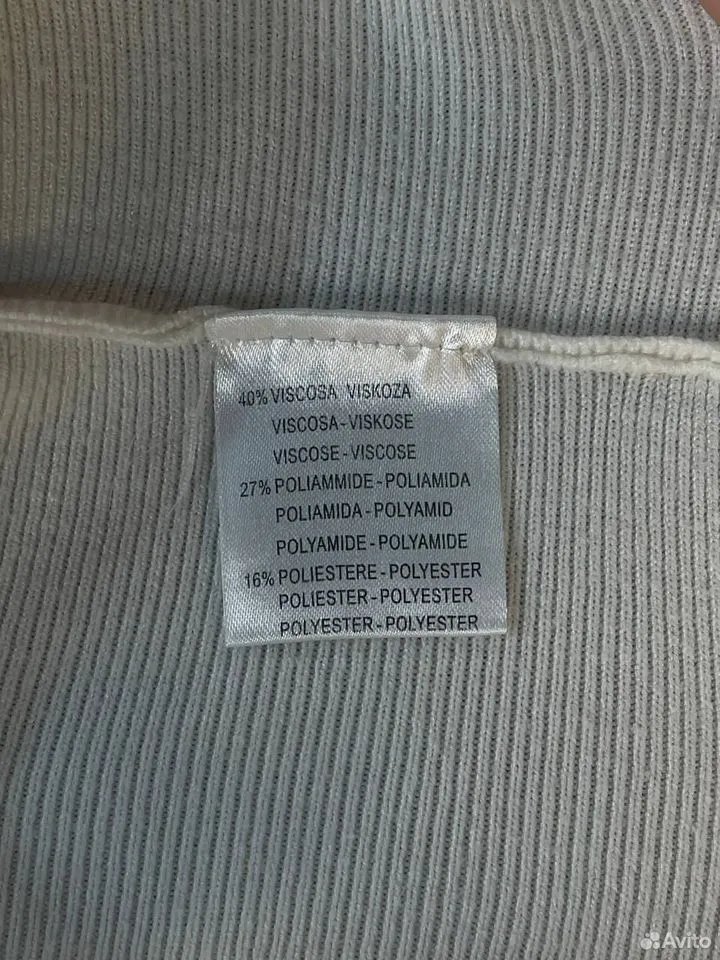 40% VISCOSA VISKOZA
VISCOSA-VISKOSE
VISCOSE-VISCOSE
27% POLIAMMIDE-POLIAMIDA
POLIAMIDA-POLYAMID
POLYAMIDE-POLYAMIDE
16% POLIESTERE-POLYESTER
POLIESTER-POLYESTER
POLYESTER-POLYESTER
Avito